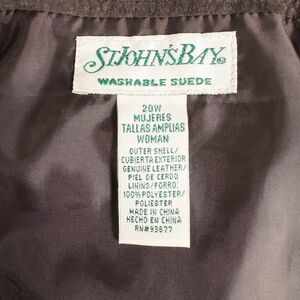 ST.JOHN'S BAY®
WASHABLE SUEDE
20W
MUJERES
TALLAS AMPLIAS
WOMAN
OUTER SHELL/
CUBIERTA EXTERIOR
GENUINE LEATHER/
PIEL DE CERDO
LINING/FORRO:
100% POLYESTER/
POLIESTER
MADE IN CHINA
HECHO EN CHINA
RN#93677